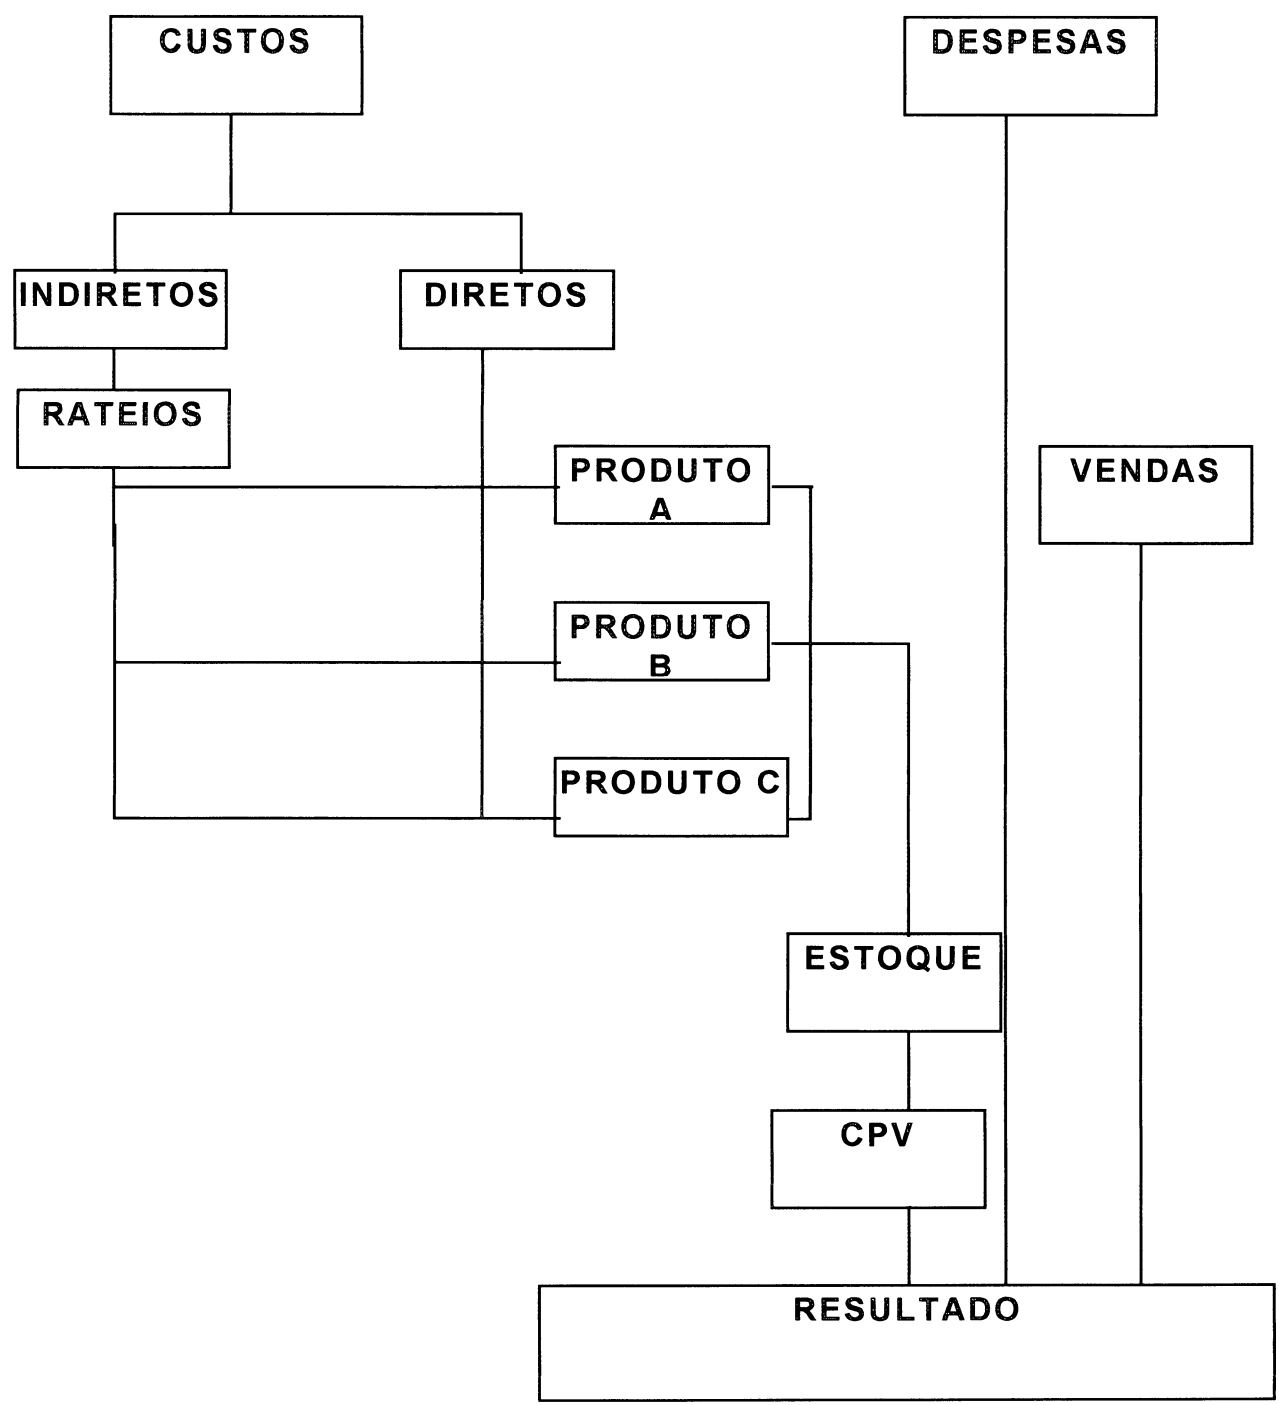 CUSTOS
DESPESAS
INDIRETOS
DIRETOS
RATEIOS
PRODUTO
A
VENDAS
PRODUTO
B
PRODUTO C
ESTOQUE
CPV
RESULTADO